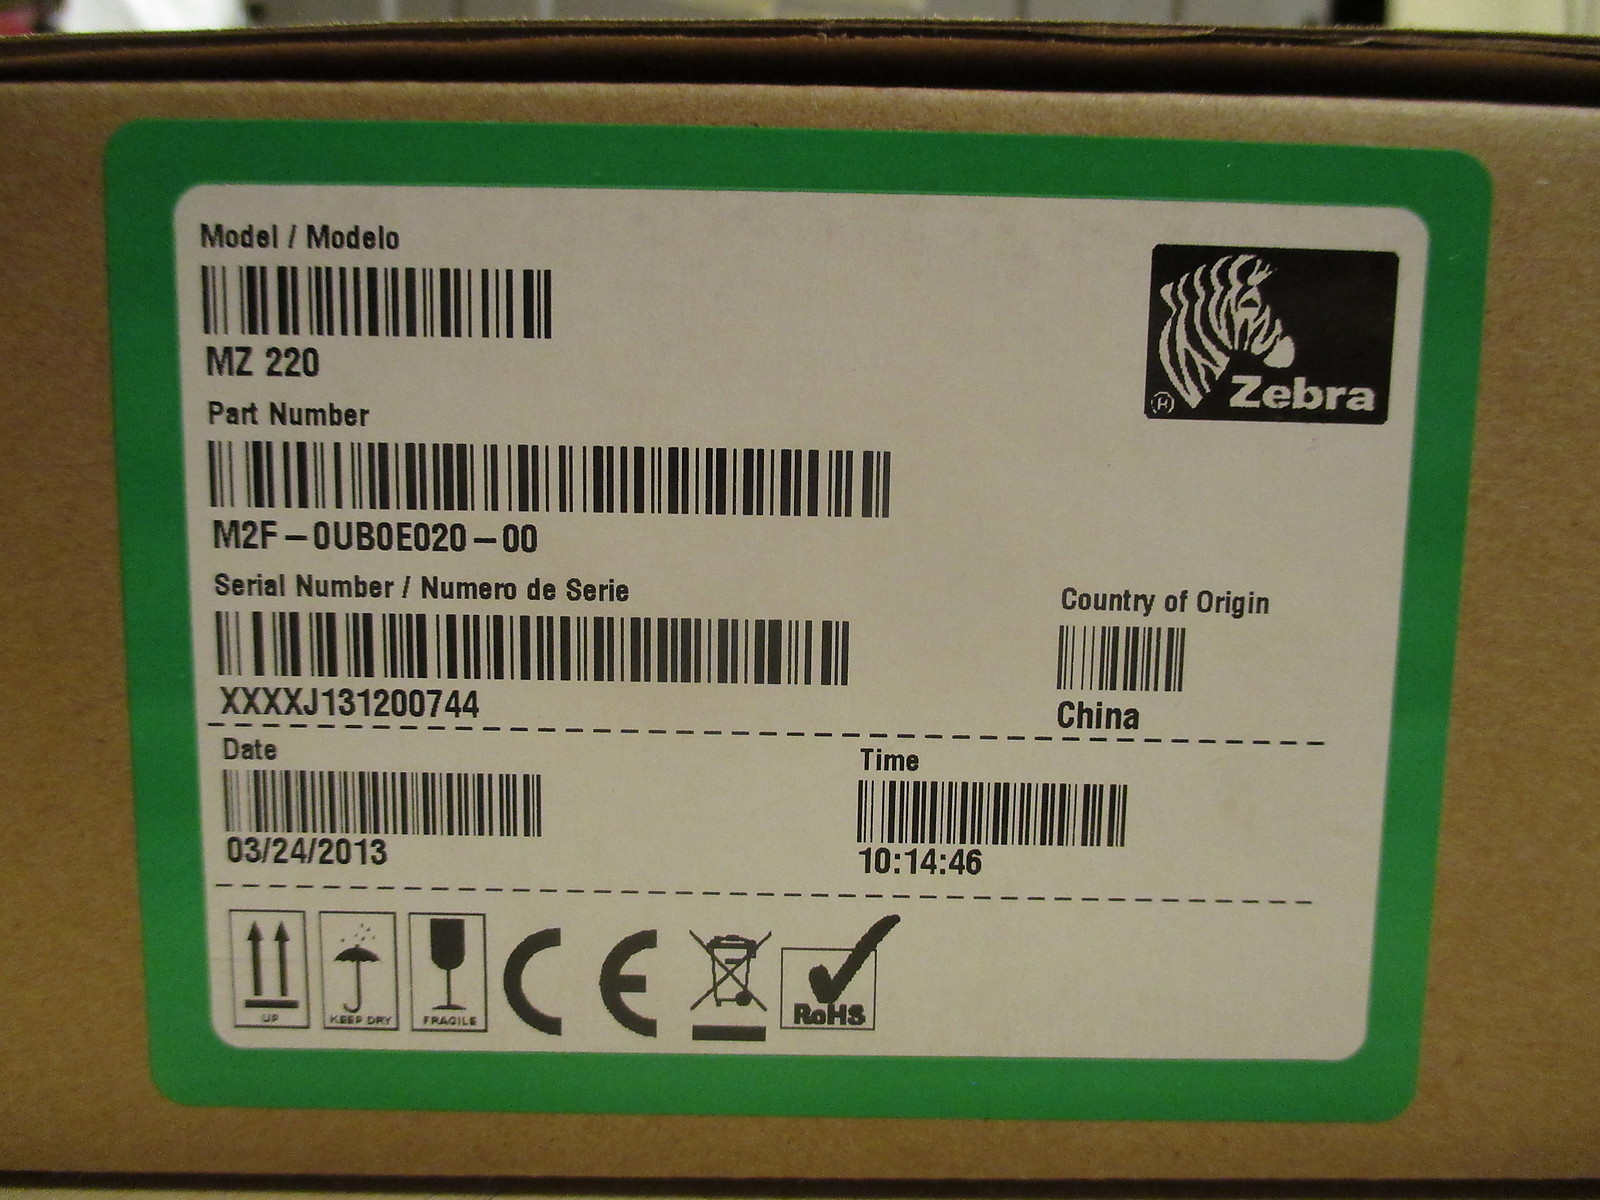 Model / Modelo
MZ 220
® Zebra
Part Number
M2F-0UB0E020-00
Serial Number / Numero de Serie
XXXXJ131200744
Country of Origin
China
Date
03/24/2013
Time
10:14:46
UP
KEEP DRY
FRAGILE
CE
RoHS